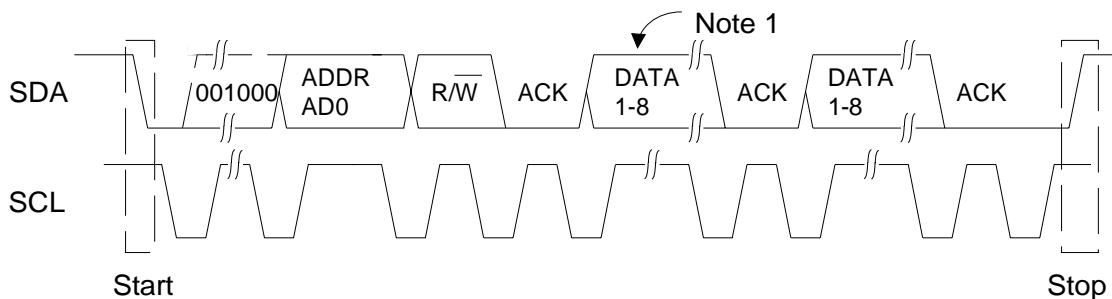 Note 1
SDA
001000
ADDR
AD0
R/W
ACK
DATA
1-8
ACK
DATA
1-8
ACK
SCL
Start
Stop